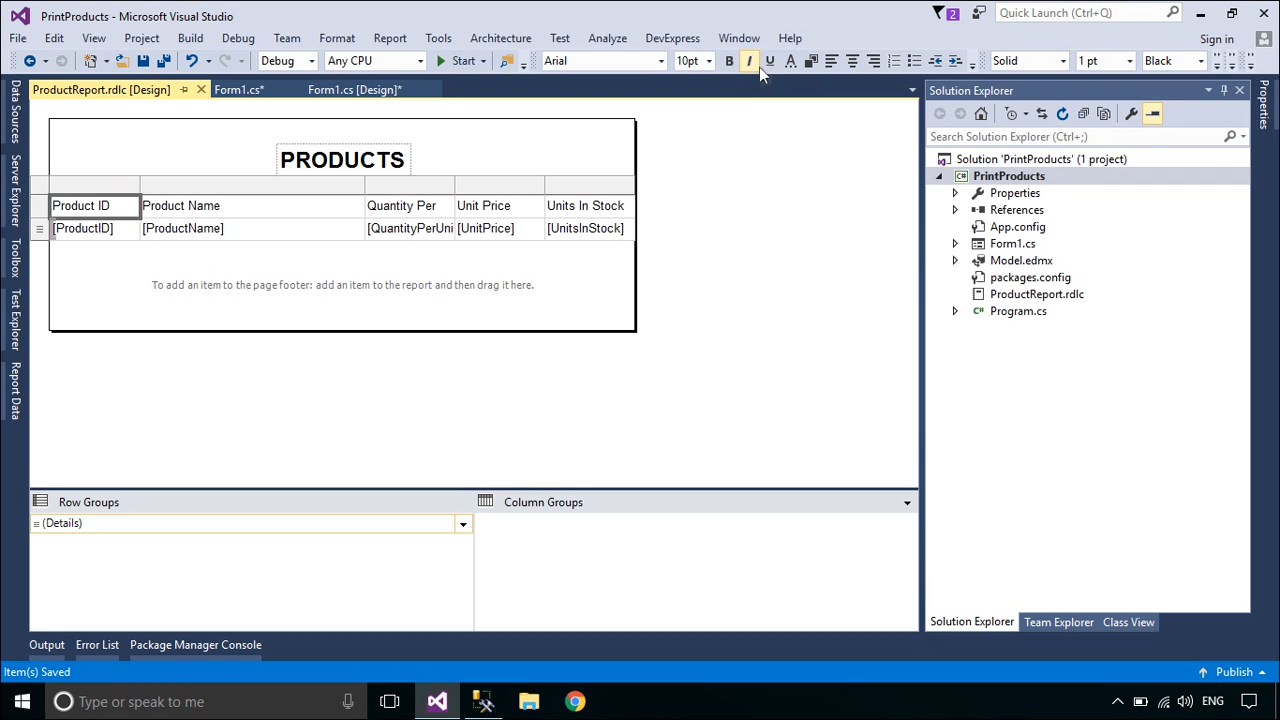 PrintProducts - Microsoft Visual Studio
2
Quick Launch (Ctrl+Q)
File Edit View Project Build Debug Team Format Report Tools Architecture Test Analyze DevExpress Window Help
Sign in
Debug Any CPU Start Arial 10pt B I U A Solid 1 pt Black
ProductReport.rdlc [Design] Form1.cs* Form1.cs [Design]*
Solution Explorer
Search Solution Explorer (Ctrl+;)
Solution 'PrintProducts' (1 project)
PrintProducts
Properties
References
App.config
Form1.cs
Model.edmx
packages.config
ProductReport.rdlc
Program.cs
Data Sources
Server Explorer
Toolbox
Test Explorer
Report Data
Properties
PRODUCTS
Product ID Product Name Quantity Per Unit Price Units In Stock
[ProductID] [ProductName] [QuantityPerUni [UnitPrice] [UnitsInStock]
To add an item to the page footer: add an item to the report and then drag it here.
Row Groups
Column Groups
(Details)
Solution Explorer Team Explorer Class View
Output Error List Package Manager Console
Item(s) Saved
Publish
Type or speak to me
ENG